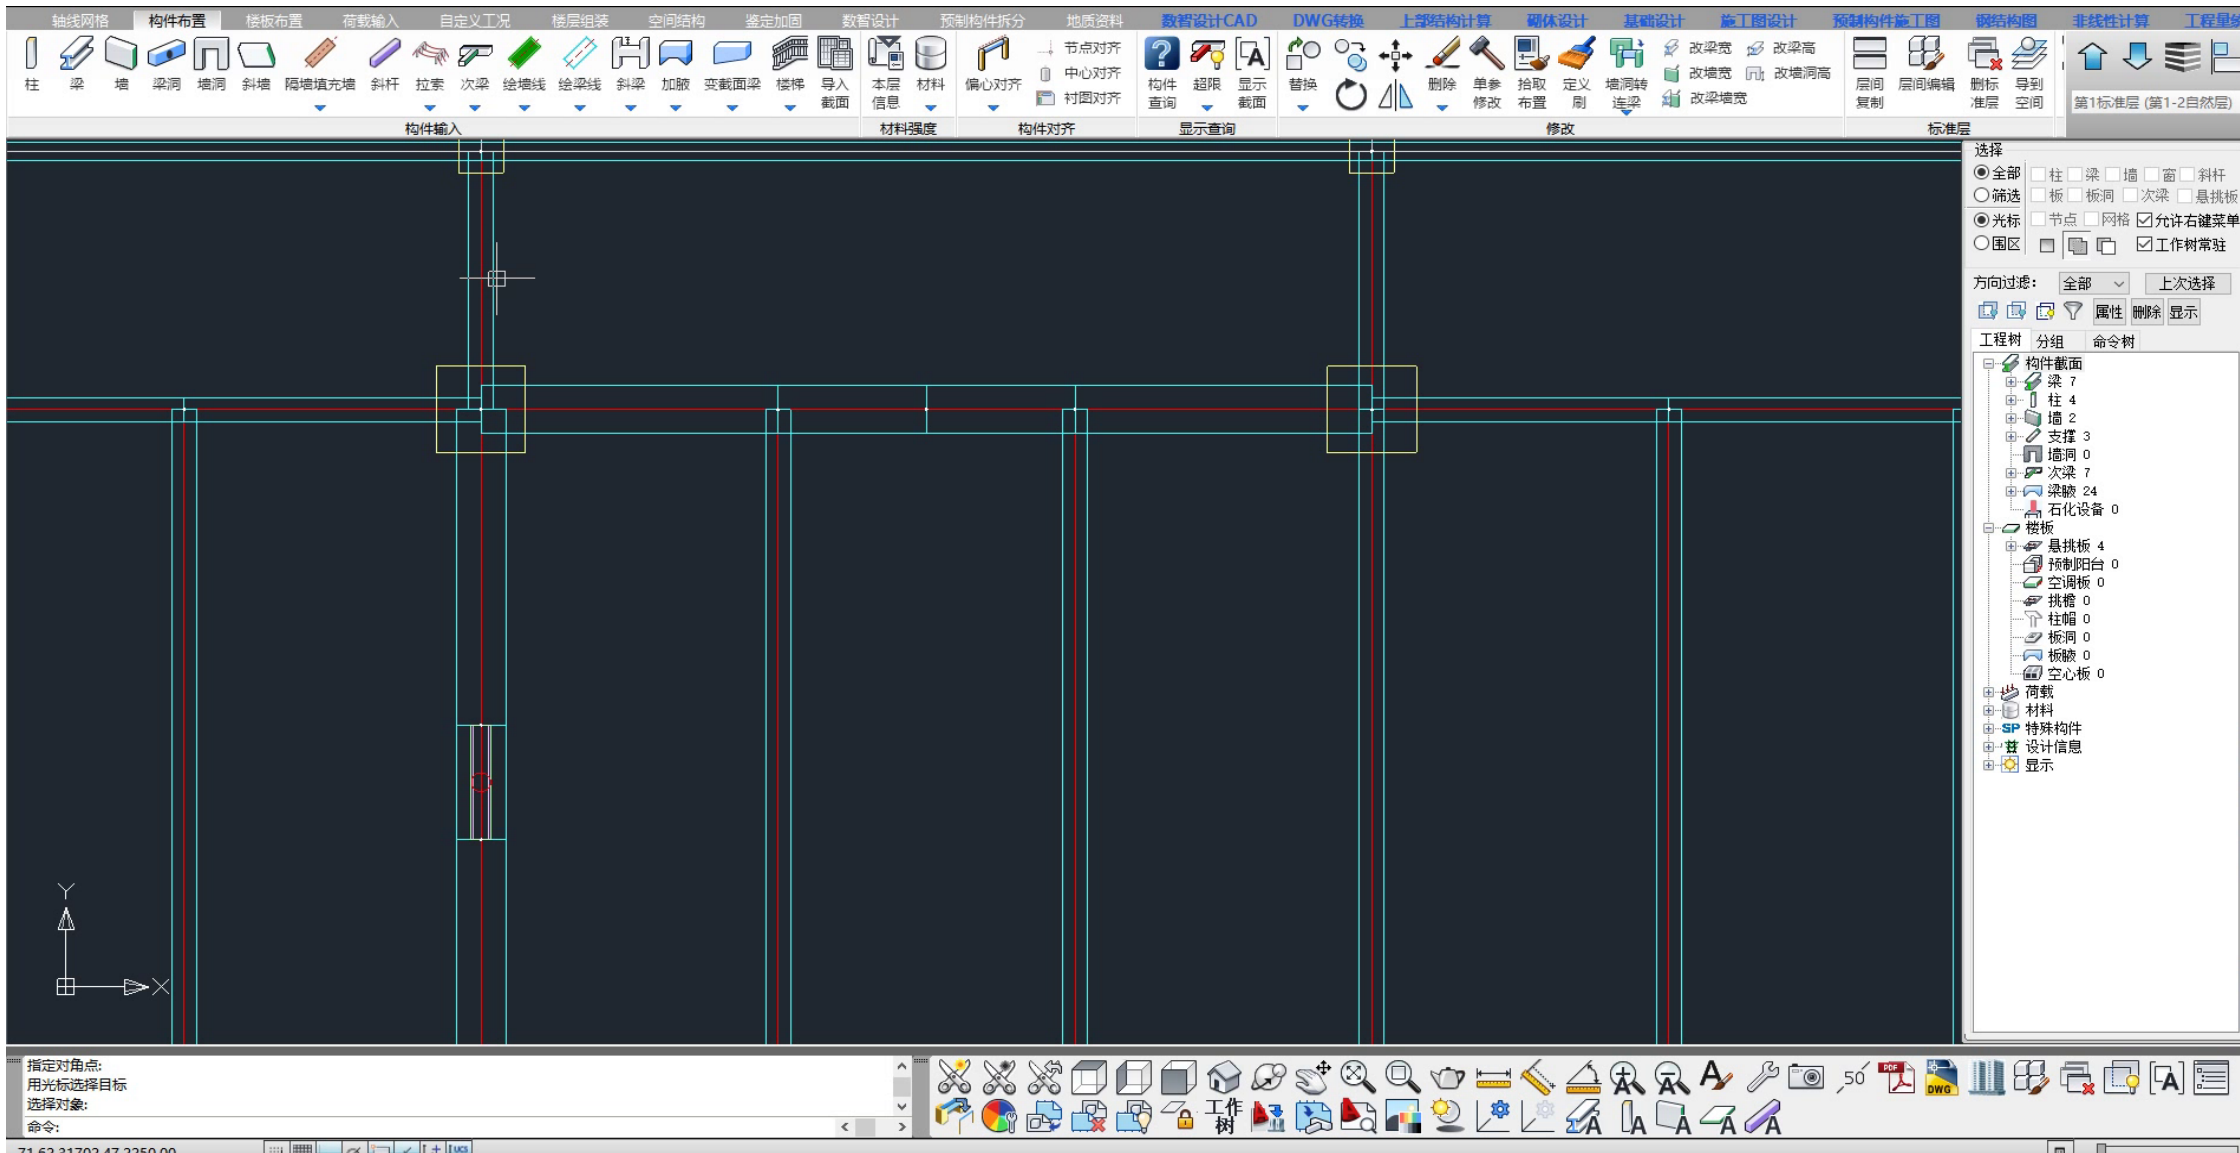 轴线网格 构件布置 楼板布置 荷载输入 自定义工况 楼层组装 空间结构 鉴定加固 数智设计 预制构件拆分 地质资料 数智设计CAD DWG转换 上部结构计算 砌体设计 基础设计 施工图设计 预制构件施工图 钢结构图 非线性计算
柱 梁 墙 梁洞 墙洞 斜墙 隔墙填充墙 斜杆 拉索 次梁 绘墙线 绘梁线 斜梁 加腋 变截面梁 楼梯 导入截面
本层信息 材料
偏心对齐 节点对齐
中心对齐
衬图对齐
构件查询 超限 显示截面
替换 删除 单参修改 拾取布置 定义刷 墙洞转连梁
改梁宽 改梁高
改墙宽 改墙洞高
改梁墙宽
层间复制 层间编辑 删标准层 导到空间
第1标准层 (第1-2自然层)
构件输入 材料强度 构件对齐 显示查询 修改 标准层
选择
全部 柱 梁 墙 窗 斜杆
筛选 板 板洞 次梁 悬挑板
光标 节点 网格 允许右键菜单
围区 工作树常驻
方向过滤: 全部 上次选择
属性 删除 显示
工程树 分组 命令树
构件截面
梁 7
柱 4
墙 2
支撑 3
墙洞 0
次梁 7
梁腋 24
石化设备 0
楼板
悬挑板 4
预制阳台 0
空调板 0
挑檐 0
柱帽 0
板洞 0
板腋 0
空心板 0
荷载
材料
SP 特殊构件
设计信息
显示
Y
X
指定对角点:
用光标选择目标
选择对象:
命令:
50 PDF DWG
工作树